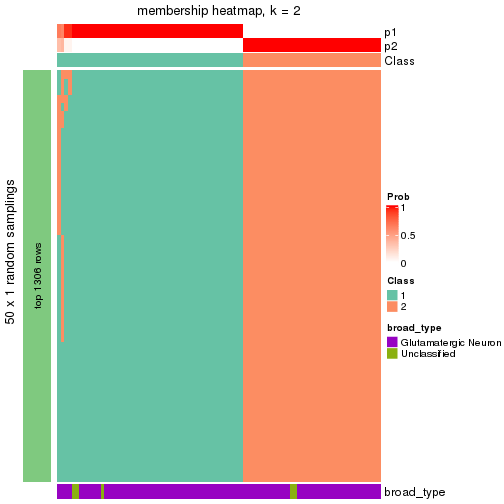 membership heatmap, k = 2
p1
p2
Class
50 x 1 random samplings
top 1306 rows
Prob
1
0.5
0
Class
1
2
broad_type
Glutamatergic Neuron
Unclassified
broad_type